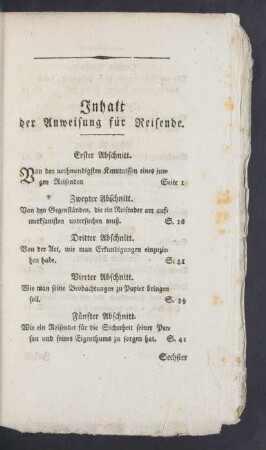 Inhalt
der Anweisung für Reisende.
Erster Abschnitt.
Von den nothwendigsten Kenntnissen eines jun-
gen Reisenden Seite 1
Zweyter Abschnitt.
Von den Gegenständen, die ein Reisender am auf-
merksamsten untersuchen muß. S. 16
Dritter Abschnitt.
Von der Art, wie man Erkundigungen einzuzie-
hen habe. S. 31
Vierter Abschnitt.
Wie man seine Beobachtungen zu Papier bringen
soll. S. 39
Fünfter Abschnitt.
Wie ein Reisender für die Sicherheit seiner Per-
son und seines Eigenthums zu sorgen hat. S. 41
Sechster